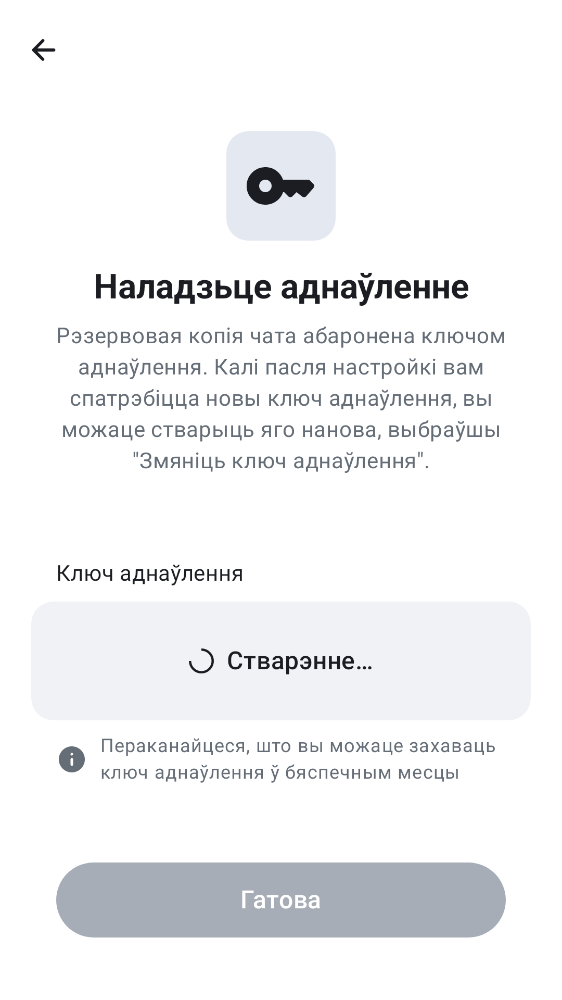 Наладзьце аднаўленне
Рэзервовая копія чата абаронена ключом
аднаўлення. Калі пасля настройкі вам
спатрэбіцца новы ключ аднаўлення, вы
можаце стварыць яго нанова, выбраўшы
"Змяніць ключ аднаўлення".
Ключ аднаўлення
Стварэнне…
Пераканайцеся, што вы можаце захаваць
ключ аднаўлення ў бяспечным месцы
Гатова